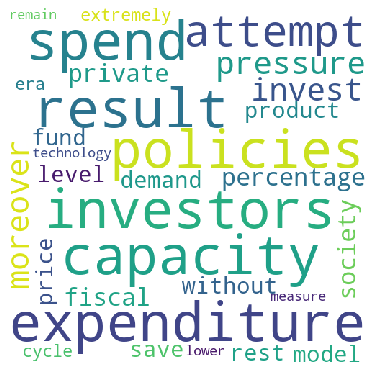 remain extremely
spend attempt
private pressure
era invest
result product
fund
technology policies
level demand percentage
moreover
investors
society
capacity
price
fiscal without
measure
expenditure
cycle save lower rest model